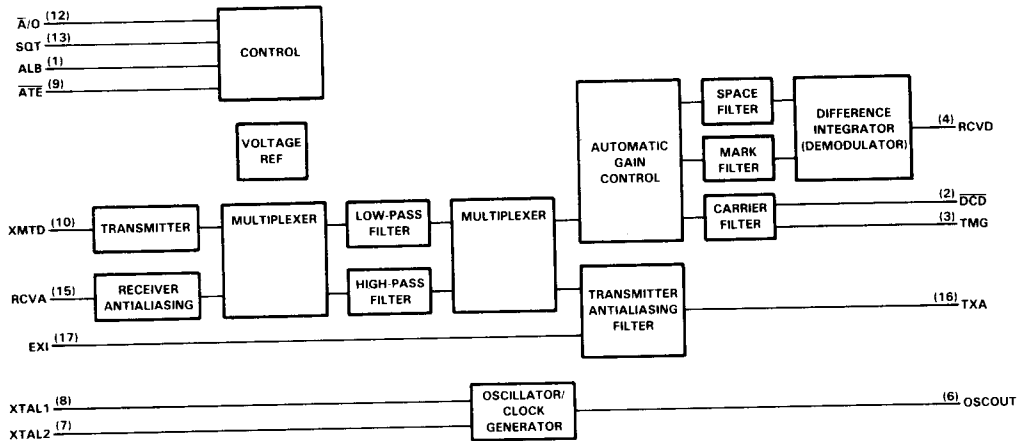 A̅/O (12)
SQT (13)
ALB (1)
A̅T̅E̅ (9)
CONTROL
VOLTAGE
REF
XMTD (10)
TRANSMITTER
RCVA (15)
RECEIVER
ANTIALIASING
EXI (17)
MULTIPLEXER
LOW-PASS
FILTER
HIGH-PASS
FILTER
MULTIPLEXER
AUTOMATIC
GAIN
CONTROL
SPACE
FILTER
MARK
FILTER
CARRIER
FILTER
DIFFERENCE
INTEGRATOR
(DEMODULATOR)
(4) RCVD
(2) D̅C̅D̅
(3) TMG
TRANSMITTER
ANTIALIASING
FILTER
(16) TXA
XTAL1 (8)
XTAL2 (7)
OSCILLATOR/
CLOCK
GENERATOR
(6) OSCOUT